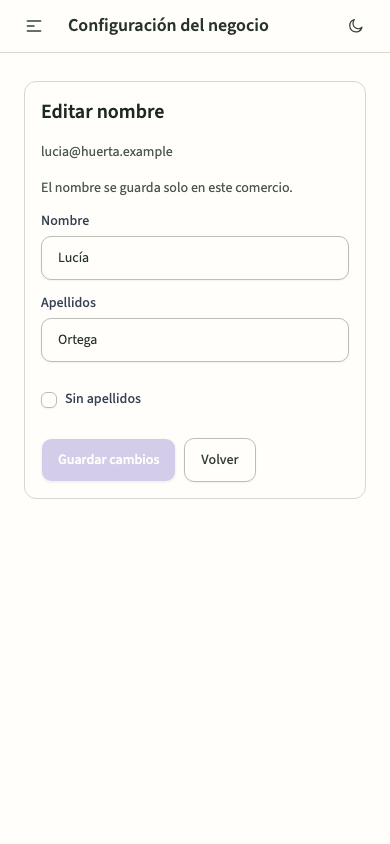 Configuración del negocio
Editar nombre
lucia@huerta.example
El nombre se guarda solo en este comercio.
Nombre
Lucía
Apellidos
Ortega
Sin apellidos
Guardar cambios Volver